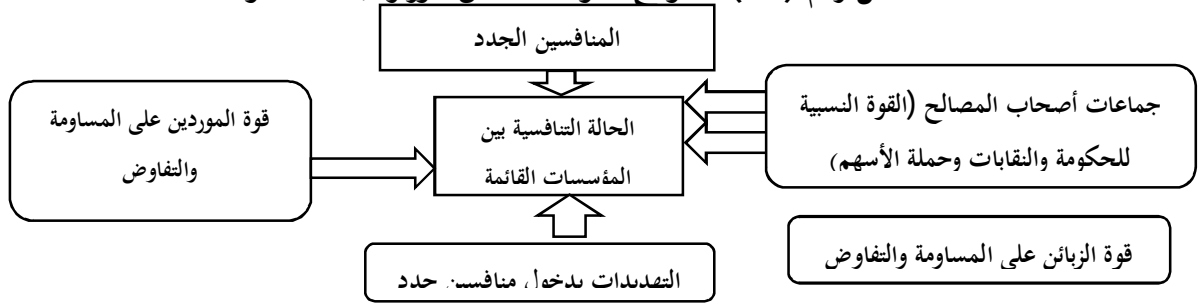 المنافسين الجدد
جماعات أصحاب المصالح (القوة النسبية
للحكومة والنقابات وحملة الأسهم)
الحالة التنافسية بين
المؤسسات القائمة
قوة الموردين على المساومة
والتفاوض
قوة الزبائن على المساومة والتفاوض
التهديدات بدخول منافسين جدد